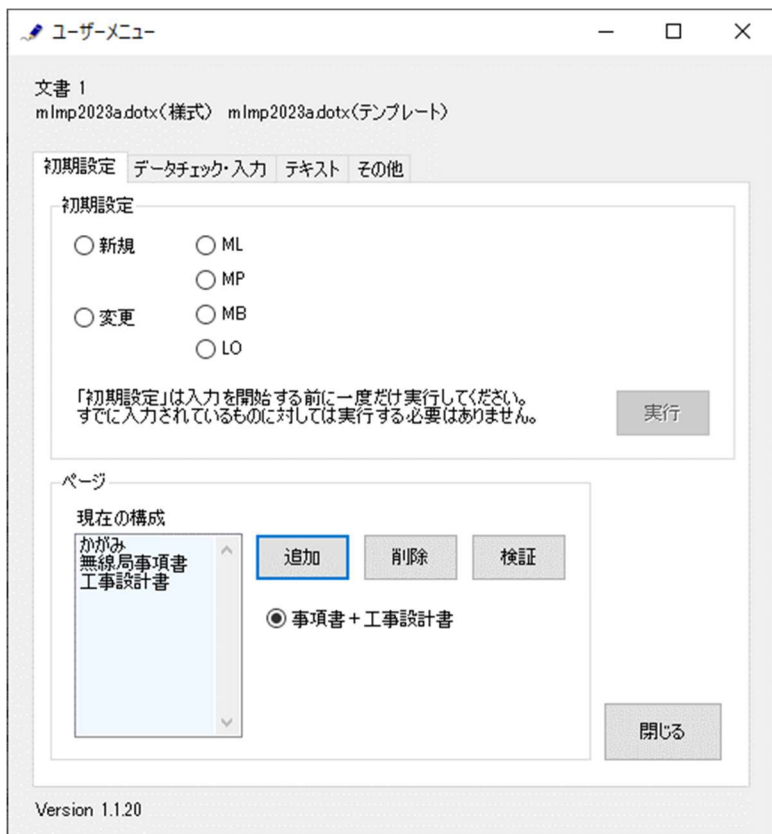 ユーザーメニュー
文書 1
mlmp2023a.dotx(様式) mlmp2023a.dotx(テンプレート)
初期設定 データチェック・入力 テキスト その他
初期設定
新規 ML
MP
変更 MB
LO
「初期設定」は入力を開始する前に一度だけ実行してください。
すでに入力されているものに対しては実行する必要はありません。
実行
ページ
現在の構成
かがみ
無線局事項書
工事設計書
追加 削除 検証
事項書+工事設計書
閉じる
Version 1.1.20